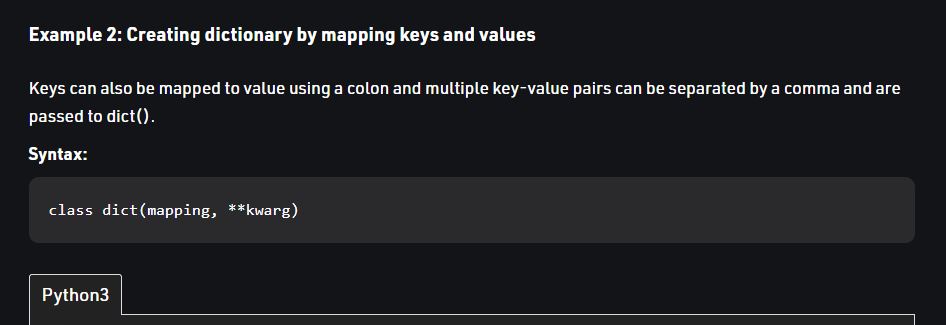 Example 2: Creating dictionary by mapping keys and values
Keys can also be mapped to value using a colon and multiple key-value pairs can be separated by a comma and are
passed to dict().
Syntax:
class dict(mapping, **kwarg)
Python3